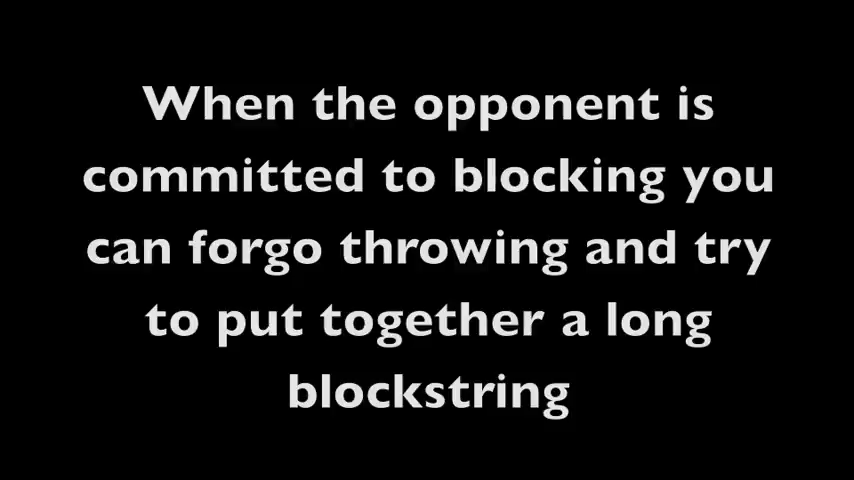 When the opponent is
committed to blocking you
can forgo throwing and try
to put together a long
blockstring